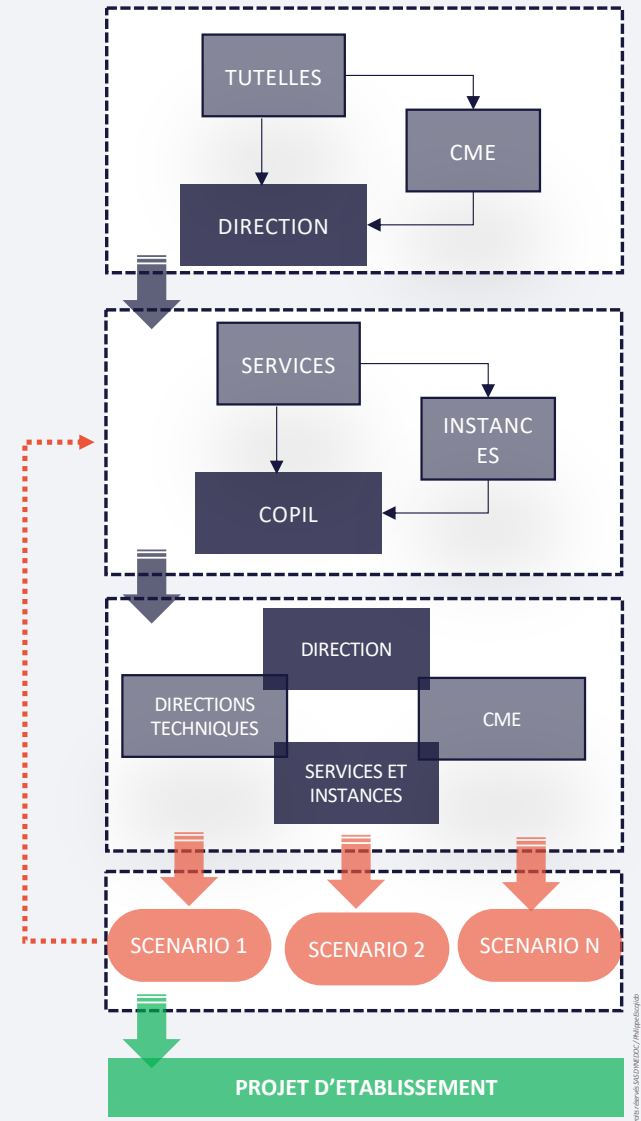 TUTELLES
CME
DIRECTION
SERVICES
INSTANC
ES
COPIL
DIRECTION
DIRECTIONS
TECHNIQUES
CME
SERVICES ET
INSTANCES
SCENARIO 1
SCENARIO 2
SCENARIO N
PROJET D'ETABLISSEMENT